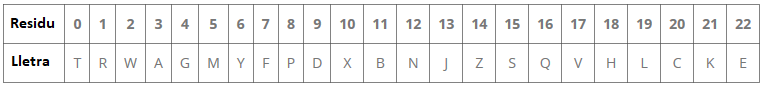 Residu 0 1 2 3 4 5 6 7 8 9 10 11 12 13 14 15 16 17 18 19 20 21 22
Lletra T R W A G M Y F P D X B N J Z S Q V H L C K E